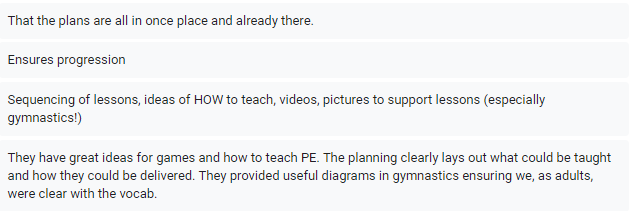 That the plans are all in once place and already there.
Ensures progression
Sequencing of lessons, ideas of HOW to teach, videos, pictures to support lessons (especially
gymnastics!)
They have great ideas for games and how to teach PE. The planning clearly lays out what could be taught
and how they could be delivered. They provided useful diagrams in gymnastics ensuring we, as adults,
were clear with the vocab.